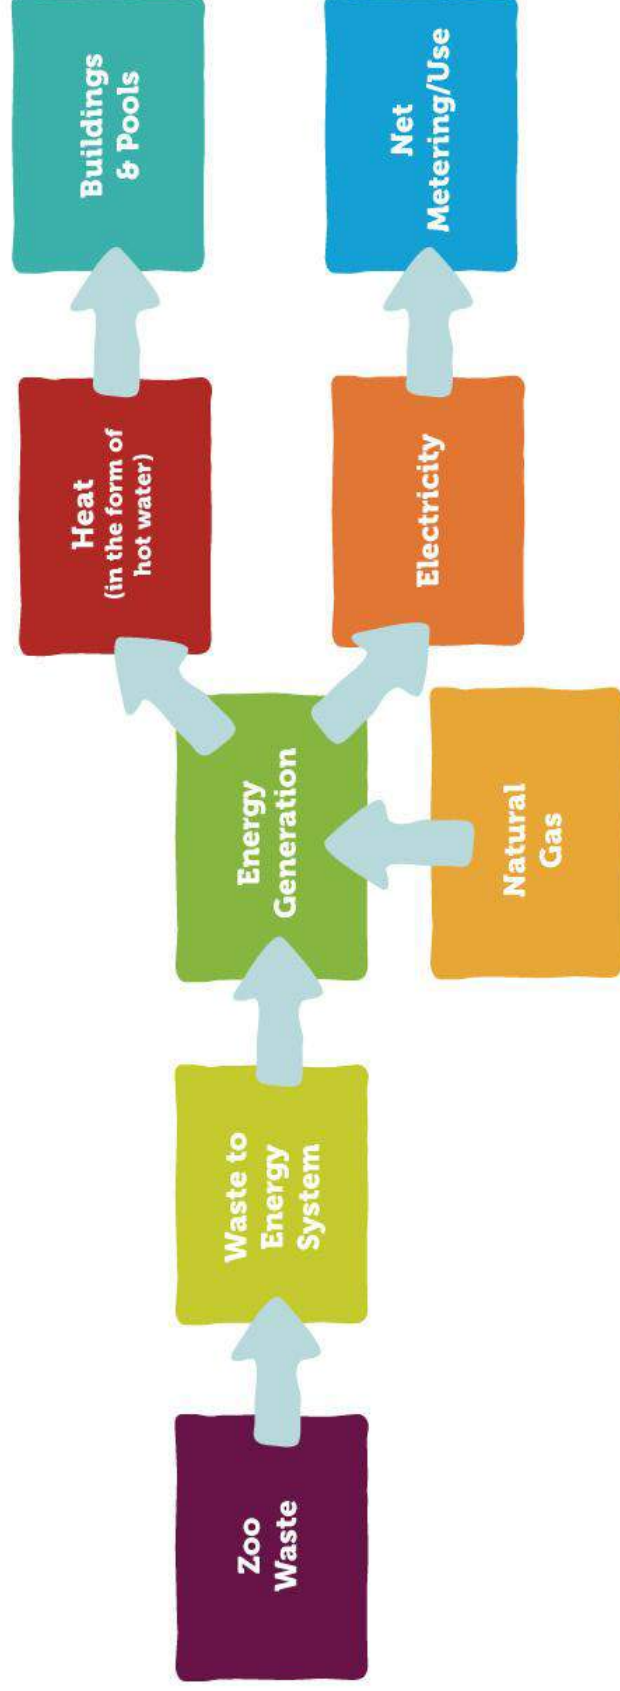 Zoo
Waste
Waste to
Energy
System
Energy
Generation
Natural
Gas
Heat
(in the form of
hot water)
Electricity
Buildings
& Pools
Net
Metering/Use